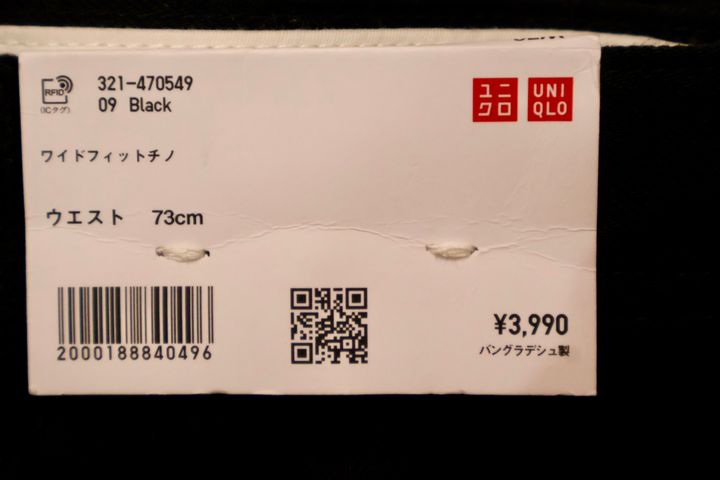 RFID
(ICタグ)
321-470549
09 Black
ユニ
クロ
UNI
QLO
ワイドフィットチノ
ウエスト 73cm
2000188840496
¥3,990
バングラデシュ製